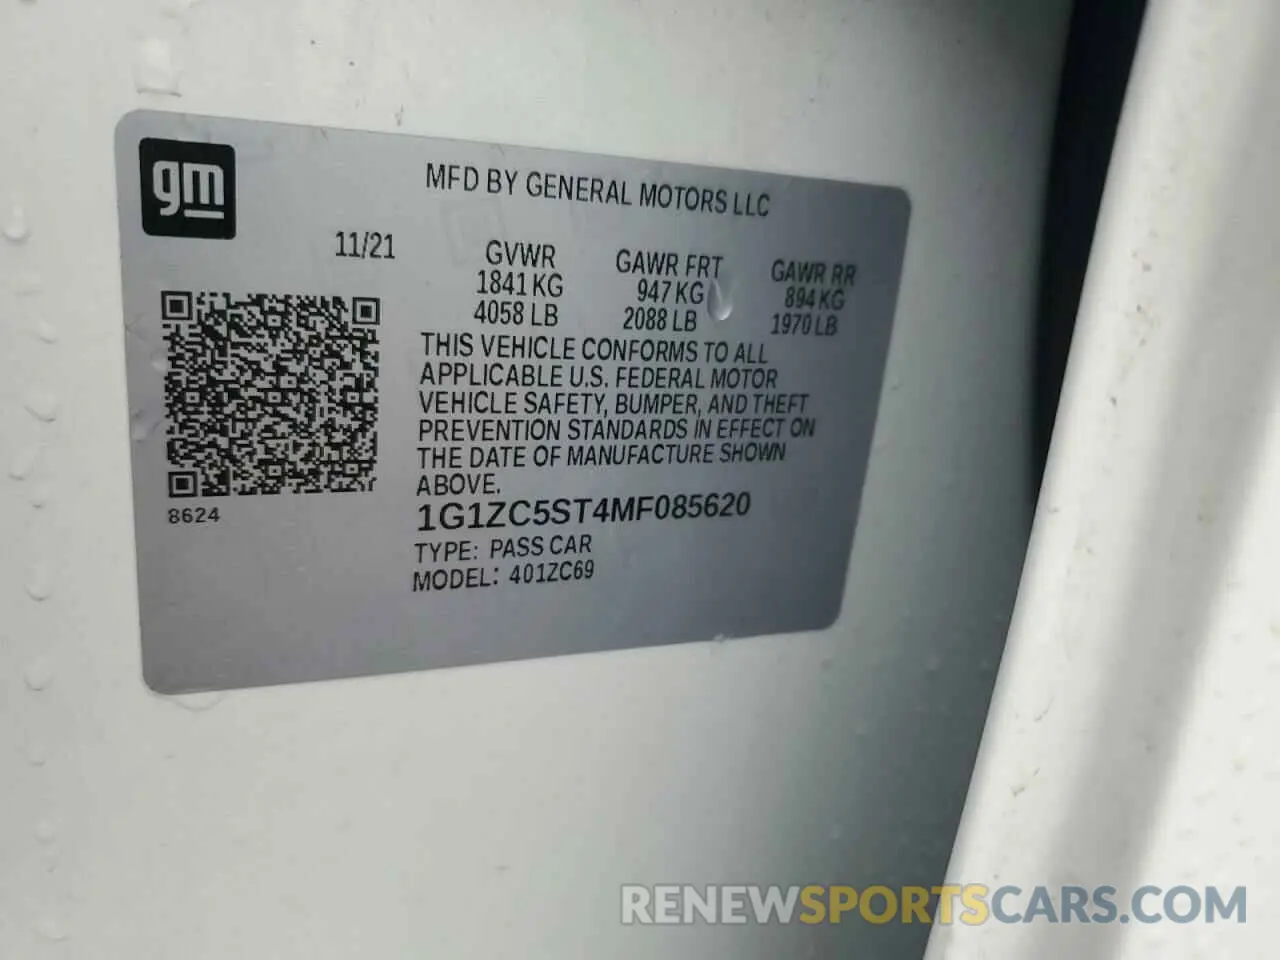 gm
MFD BY GENERAL MOTORS LLC
11/21
GVWR
1841 KG
4058 LB
GAWR FRT
947 KG
2088 LB
GAWR RR
894 KG
1970 LB
THIS VEHICLE CONFORMS TO ALL
APPLICABLE U.S. FEDERAL MOTOR
VEHICLE SAFETY, BUMPER, AND THEFT
PREVENTION STANDARDS IN EFFECT ON
THE DATE OF MANUFACTURE SHOWN
ABOVE.
8624
1G1ZC5ST4MF085620
TYPE: PASS CAR
MODEL: 401ZC69
RENEWSPORTSCARS.COM